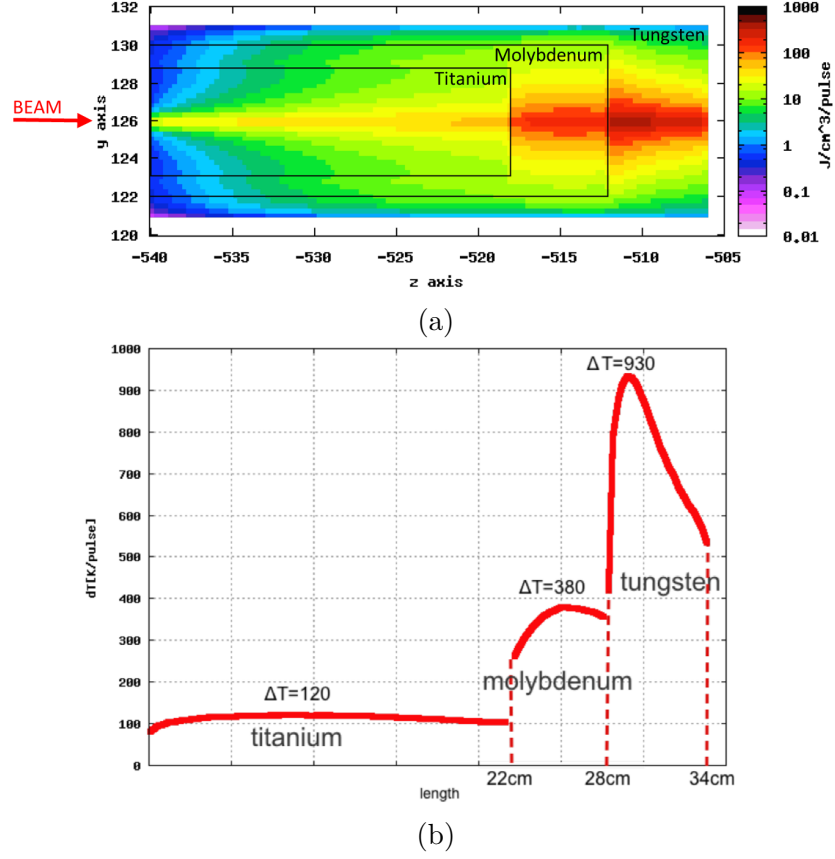 132
130
128
126
124
122
120
y axis
BEAM
Tungsten
Molybdenum
Titanium
-540
-535
-530
-525
-520
-515
-510
-505
z axis
1000
100
10
1
0.1
0.01
J/cm^3/pulse
(a)
1000
900
800
700
600
500
400
300
200
100
0
dT[K/pulse]
ΔT=930
tungsten
ΔT=380
molybdenum
ΔT=120
titanium
22cm
28cm
34cm
length
(b)